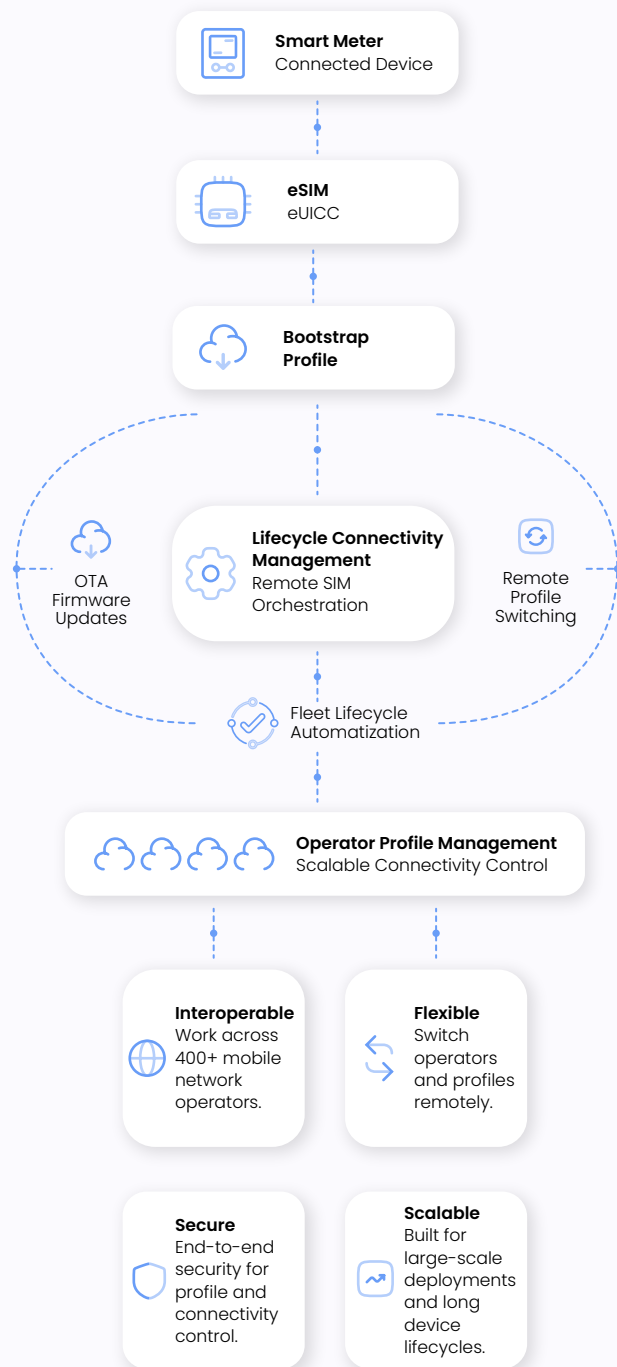 Smart Meter
Connected Device
eSIM
eUICC
Bootstrap
Profile
Lifecycle Connectivity
Management
Remote SIM
Orchestration
OTA
Firmware
Updates
Remote
Profile
Switching
Fleet Lifecycle
Automatization
Operator Profile Management
Scalable Connectivity Control
Interoperable
Work across
400+ mobile
network
operators.
Flexible
Switch
operators
and profiles
remotely.
Secure
End-to-end
security for
profile and
connectivity
control.
Scalable
Built for
large-scale
deployments
and long
device
lifecycles.